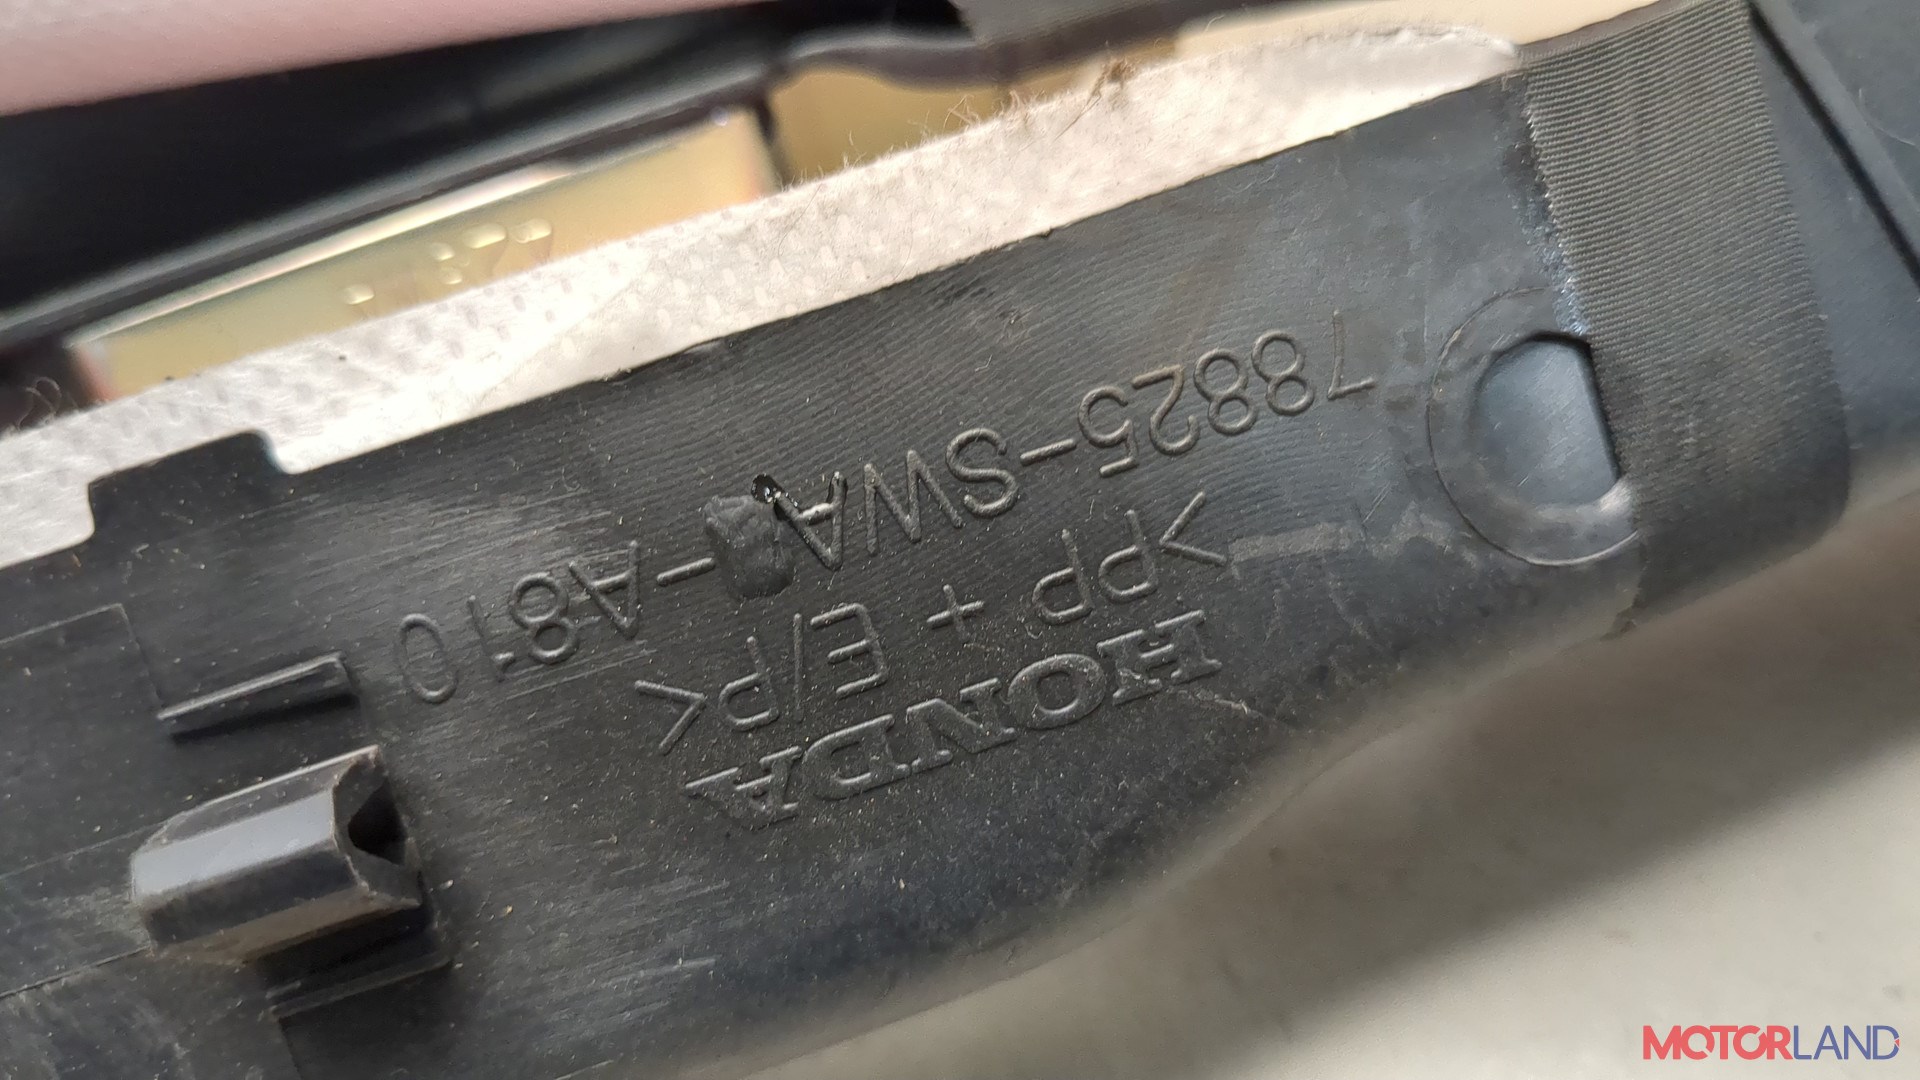 78825-SWA-A810
>PP + E/P<
HONDA
MOTORLAND